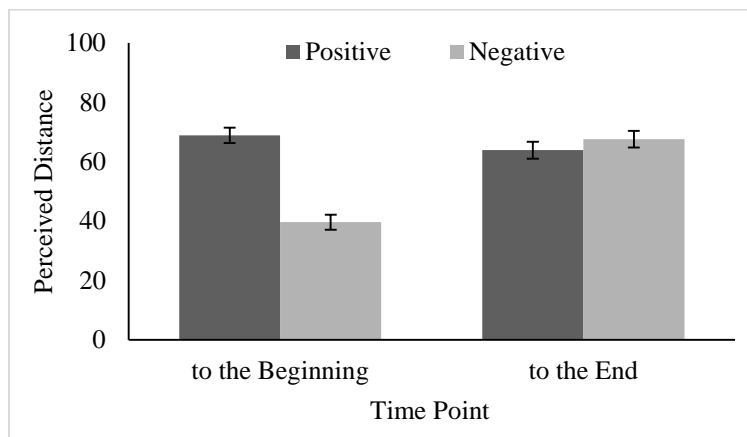 100
Positive Negative
80
60
40
20
0
Perceived Distance
to the Beginning to the End
Time Point